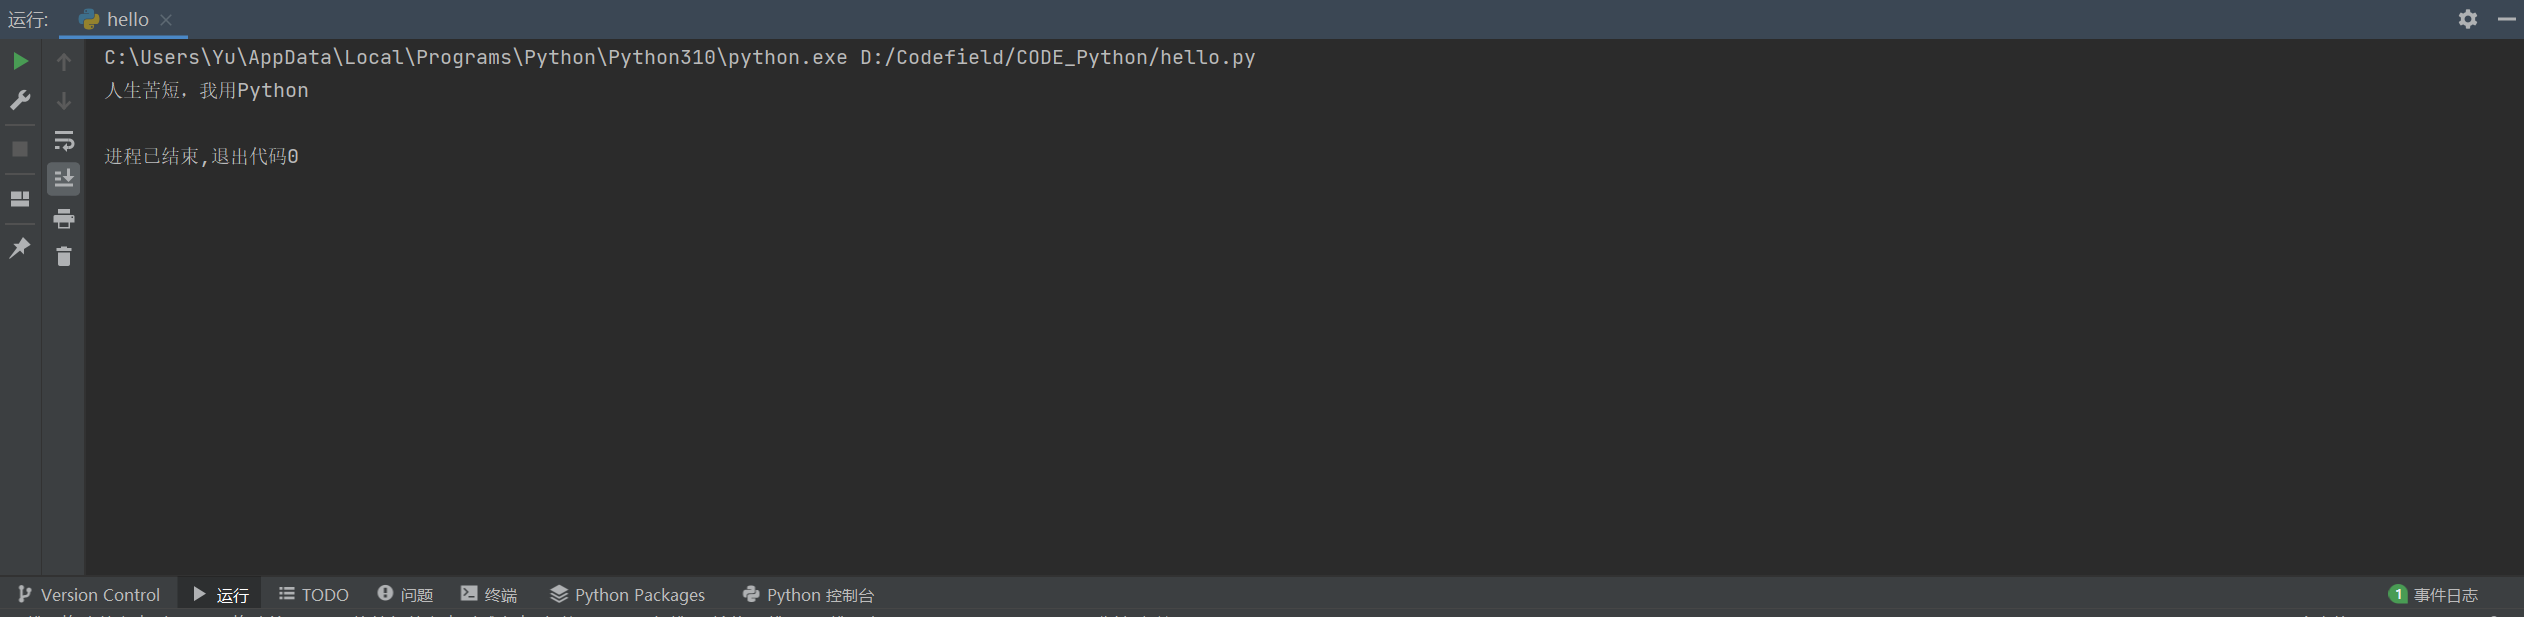 运行: hello
C:\Users\Yu\AppData\Local\Programs\Python\Python310\python.exe D:/Codefield/CODE_Python/hello.py
人生苦短，我用Python
进程已结束,退出代码0
Version Control 运行 TODO 问题 终端 Python Packages Python 控制台 1 事件日志